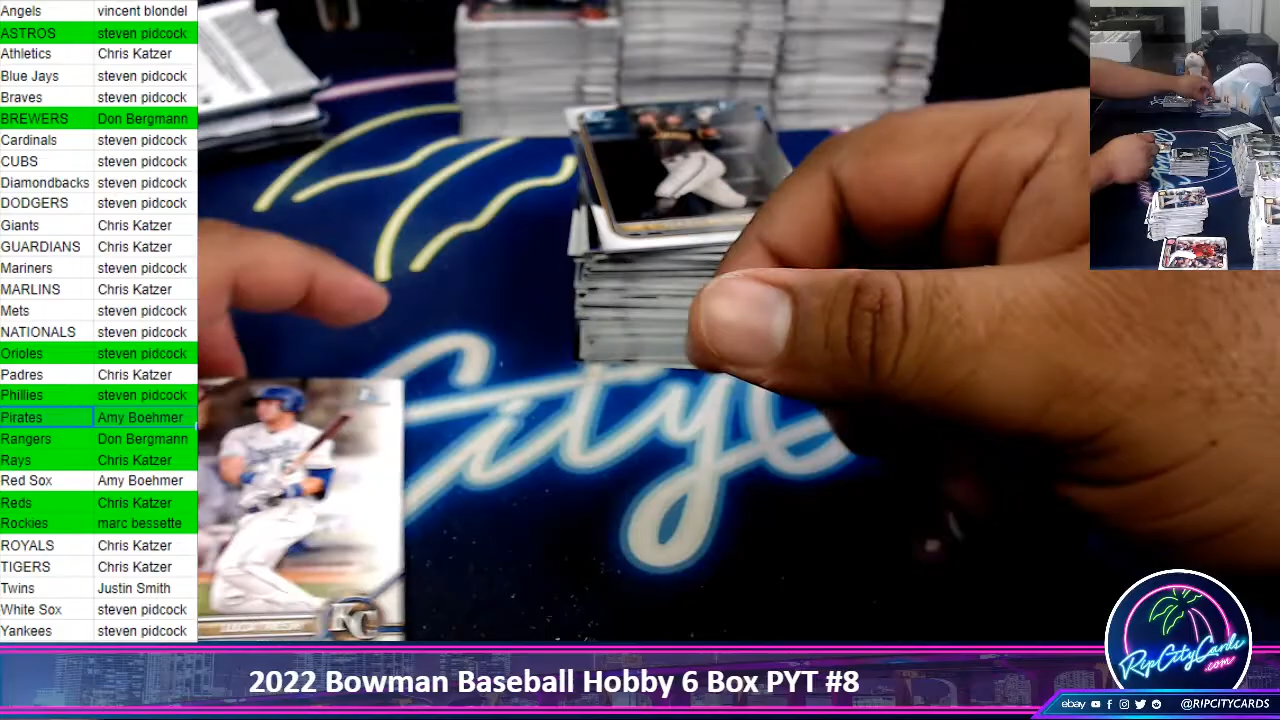 Angels vincent blondel
ASTROS steven pidcock
Athletics Chris Katzer
Blue Jays steven pidcock
Braves steven pidcock
BREWERS Don Bergmann
Cardinals steven pidcock
CUBS steven pidcock
Diamondbacks steven pidcock
DODGERS steven pidcock
Giants Chris Katzer
GUARDIANS Chris Katzer
Mariners steven pidcock
MARLINS Chris Katzer
Mets steven pidcock
NATIONALS steven pidcock
Orioles steven pidcock
Padres Chris Katzer
Phillies steven pidcock
Pirates Amy Boehmer
Rangers Don Bergmann
Rays Chris Katzer
Red Sox Amy Boehmer
Reds Chris Katzer
Rockies marc bessette
ROYALS Chris Katzer
TIGERS Chris Katzer
Twins Justin Smith
White Sox steven pidcock
Yankees steven pidcock
KC
RipCityCards
.com
2022 Bowman Baseball Hobby 6 Box PYT #8
ebay @RIPCITYCARDS